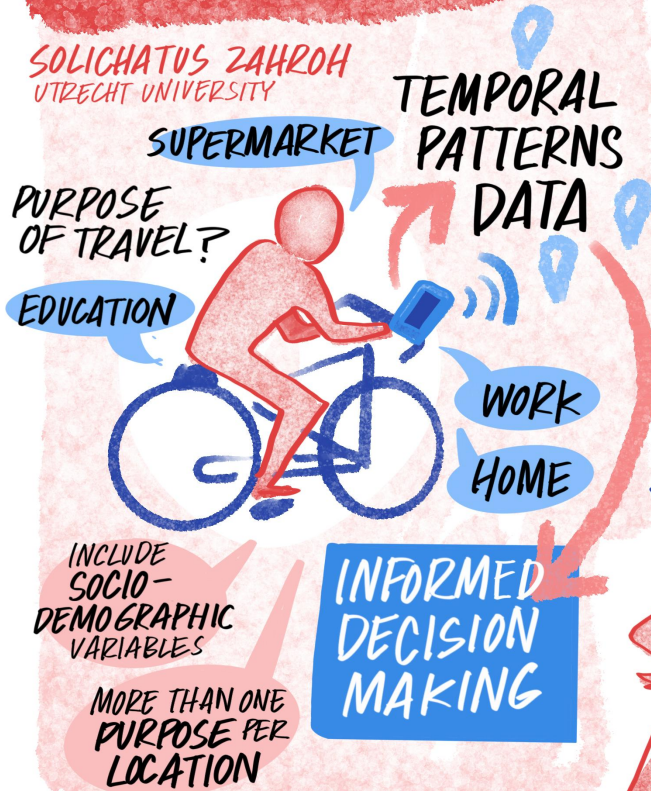 SOLICHATUS ZAHROH
UTRECHT UNIVERSITY
TEMPORAL
PATTERNS
DATA
SUPERMARKET
PURPOSE
OF TRAVEL?
EDUCATION
WORK
HOME
INCLUDE
SOCIO-
DEMOGRAPHIC
VARIABLES
MORE THAN ONE
PURPOSE PER
LOCATION
INFORMED
DECISION
MAKING